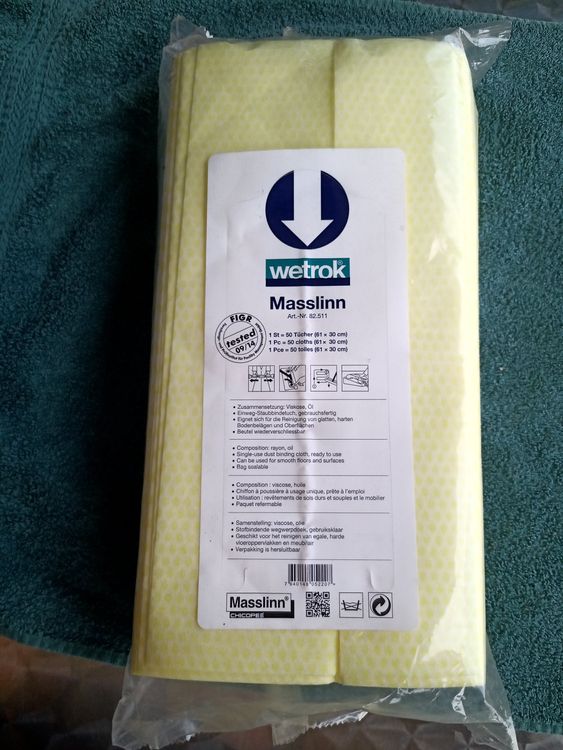 wetrok®
Masslinn
Art.-Nr. 82.511
FIGR
tested
09/14
1 St = 50 Tücher (61 × 30 cm)
1 Pc = 50 cloths (61 × 30 cm)
1 Pce = 50 toiles (61 × 30 cm)
• Zusammensetzung: Viskose, Öl
• Einweg-Staubbindetuch, gebrauchsfertig
• Eignet sich für die Reinigung von glatten, harten
Bodenbelägen und Oberflächen
• Beutel wiederverschliessbar
• Composition: rayon, oil
• Single-use dust binding cloth, ready to use
• Can be used for smooth floors and surfaces
• Bag sealable
• Composition : viscose, huile
• Chiffon à poussière à usage unique, prête à l'emploi
• Utilisation : revêtements de sols durs et souples et le mobilier
• Paquet refermable
• Samenstelling: viscose, olie
• Stofbindende wegwerpdoek, gebruiksklaar
• Geschikt voor het reinigen van egale, harde
vloeroppervlakken en meubilair
• Verpakking is hersluitbaar
Masslinn®
CHICOPEE